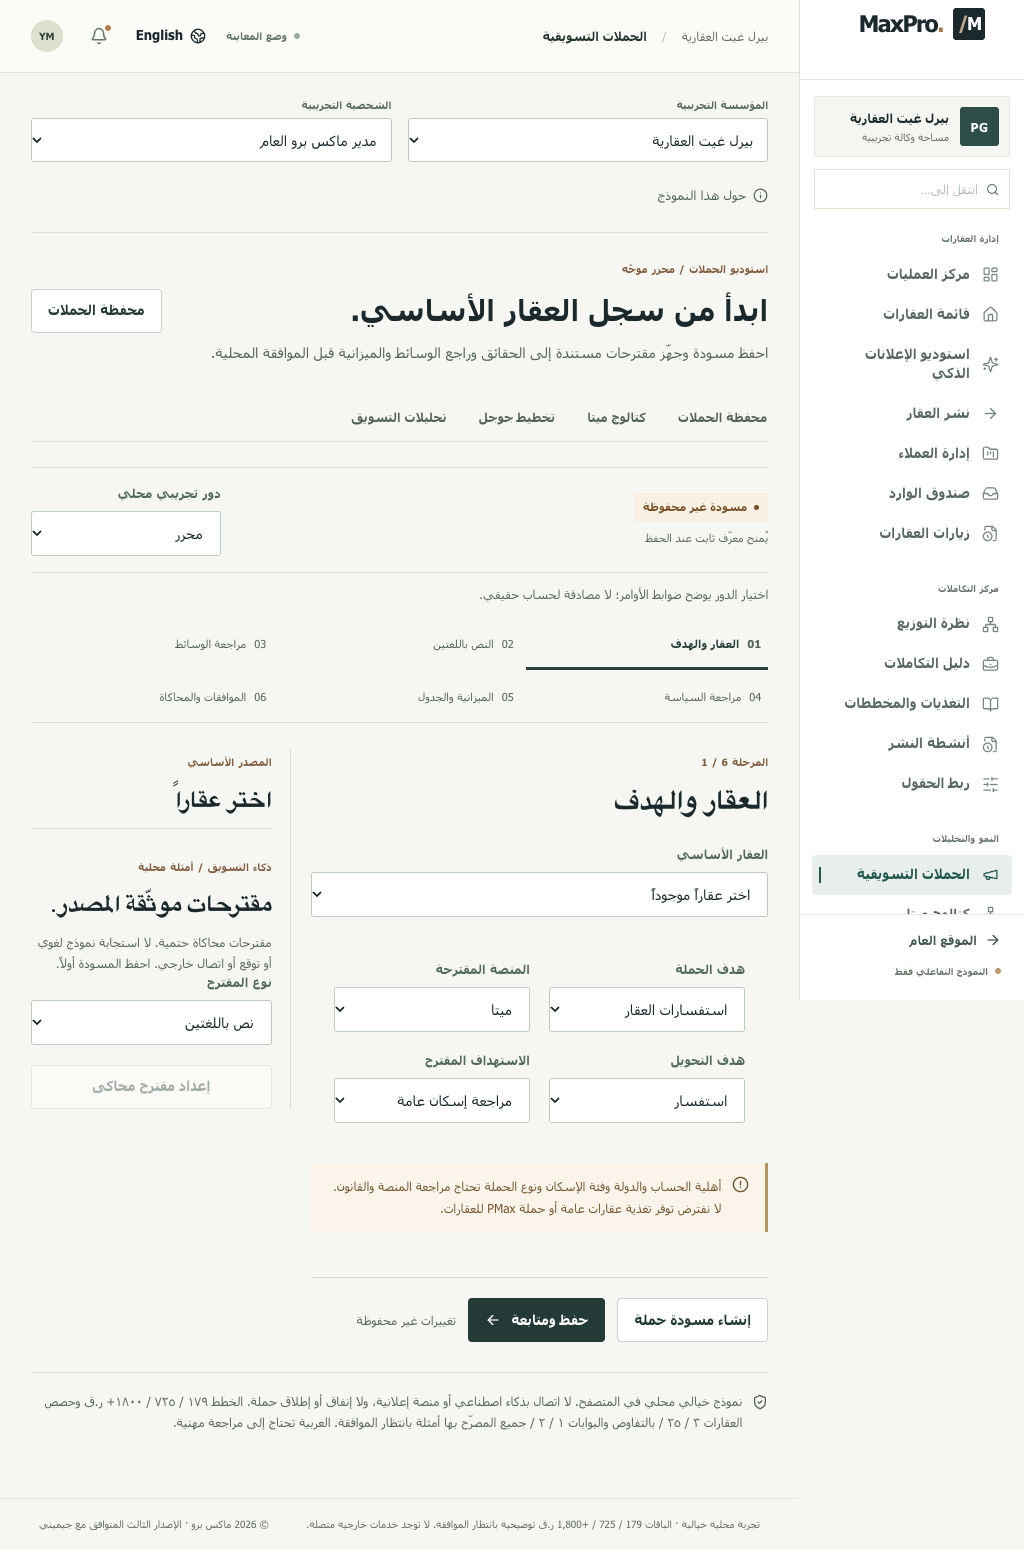 MaxPro.
/M
بيرل غيت العقارية
مساحة وكالة تجريبية
PG
انتقل إلى...
إدارة العقارات
مركز العمليات
قائمة العقارات
استوديو الإعلانات
الذكي
نشر العقار
إدارة العملاء
صندوق الوارد
زيارات العقارات
مركز التكاملات
نظرة التوزيع
دليل التكاملات
التغذيات والمخططات
أنشطة النشر
ربط الحقول
النمو والتحليلات
الحملات التسويقية
كتالوج ميتا
الموقع العام
النموذج التفاعلي فقط
بيرل غيت العقارية / الحملات التسويقية
وضع المعاينة
English
YM
المؤسسة التجريبية
بيرل غيت العقارية
الشخصية التجريبية
مدير ماكس برو العام
حول هذا النموذج
استوديو الحملات / محرر موجّه
ابدأ من سجل العقار الأساسي.
محفظة الحملات
احفظ مسودة وجهّز مقترحات مستندة إلى الحقائق وراجع الوسائط والميزانية قبل الموافقة المحلية.
محفظة الحملات
كتالوج ميتا
تخطيط جوجل
تحليلات التسويق
مسودة غير محفوظة
يُمنح معرّف ثابت عند الحفظ
دور تجريبي محلي
محرر
اختيار الدور يوضح ضوابط الأوامر؛ لا مصادقة لحساب حقيقي.
01 العقار والهدف
02 النص باللغتين
03 مراجعة الوسائط
04 مراجعة السياسة
05 الميزانية والجدول
06 الموافقات والمحاكاة
المرحلة 6 / 1
العقار والهدف
العقار الأساسي
اختر عقاراً موجوداً
هدف الحملة
استفسارات العقار
المنصة المقترحة
ميتا
هدف التحويل
استفسار
الاستهداف المقترح
مراجعة إسكان عامة
أهلية الحساب والدولة وفئة الإسكان ونوع الحملة تحتاج مراجعة المنصة والقانون.
لا نفترض توفر تغذية عقارات عامة أو حملة PMax للعقارات.
المصدر الأساسي
اختر عقاراً
ذكاء التسويق / أمثلة محلية
مقترحات موثّقة المصدر.
مقترحات محاكاة حتمية. لا استجابة نموذج لغوي
أو توقع أو اتصال خارجي. احفظ المسودة أولاً.
نوع المقترح
نص باللغتين
إعداد مقترح محاكى
إنشاء مسودة حملة
حفظ ومتابعة
تغييرات غير محفوظة
نموذج خيالي محلي في المتصفح. لا اتصال بذكاء اصطناعي أو منصة إعلانية، ولا إنفاق أو إطلاق حملة. الخطط ١٧٩ / ٧٢٥ / ١٨٠٠+ ر.ق وحصص
العقارات ٣ / ٢٥ / بالتفاوض والبوابات ١ / ٢ / جميع المصرّح بها أمثلة بانتظار الموافقة. العربية تحتاج إلى مراجعة مهنية.
تجربة محلية خيالية · الباقات 179 / 725 / +1,800 ر.ق توضيحية بانتظار الموافقة. لا توجد خدمات خارجية متصلة.
© 2026 ماكس برو · الإصدار الثالث المتوافق مع جيميني